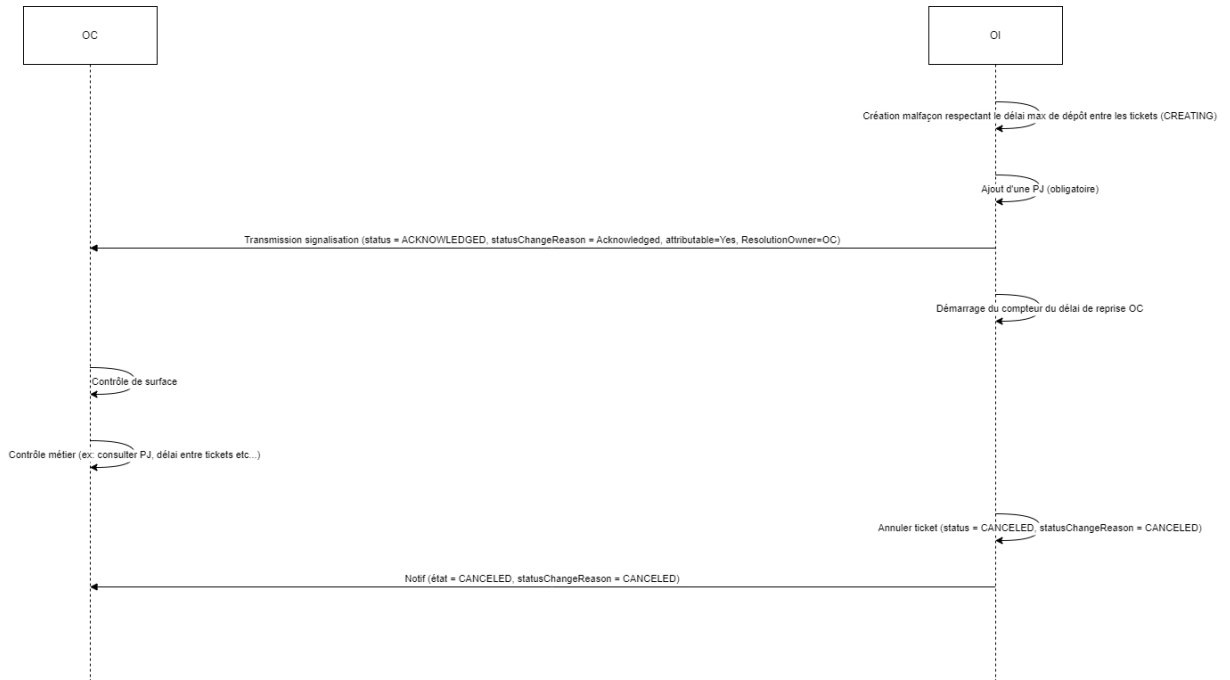 OC
OI
Création malfaçon respectant le délai max de dépôt entre les tickets (CREATING)
Ajout d'une PJ (obligatoire)
Transmission signalisation (status = ACKNOWLEDGED, statusChangeReason = Acknowledged, attributable=Yes, ResolutionOwner=OC)
Démarrage du compteur du délai de reprise OC
Contrôle de surface
Contrôle métier (ex: consulter PJ, délai entre tickets etc...)
Annuler ticket (status = CANCELED, statusChangeReason = CANCELED)
Notif (état = CANCELED, statusChangeReason = CANCELED)